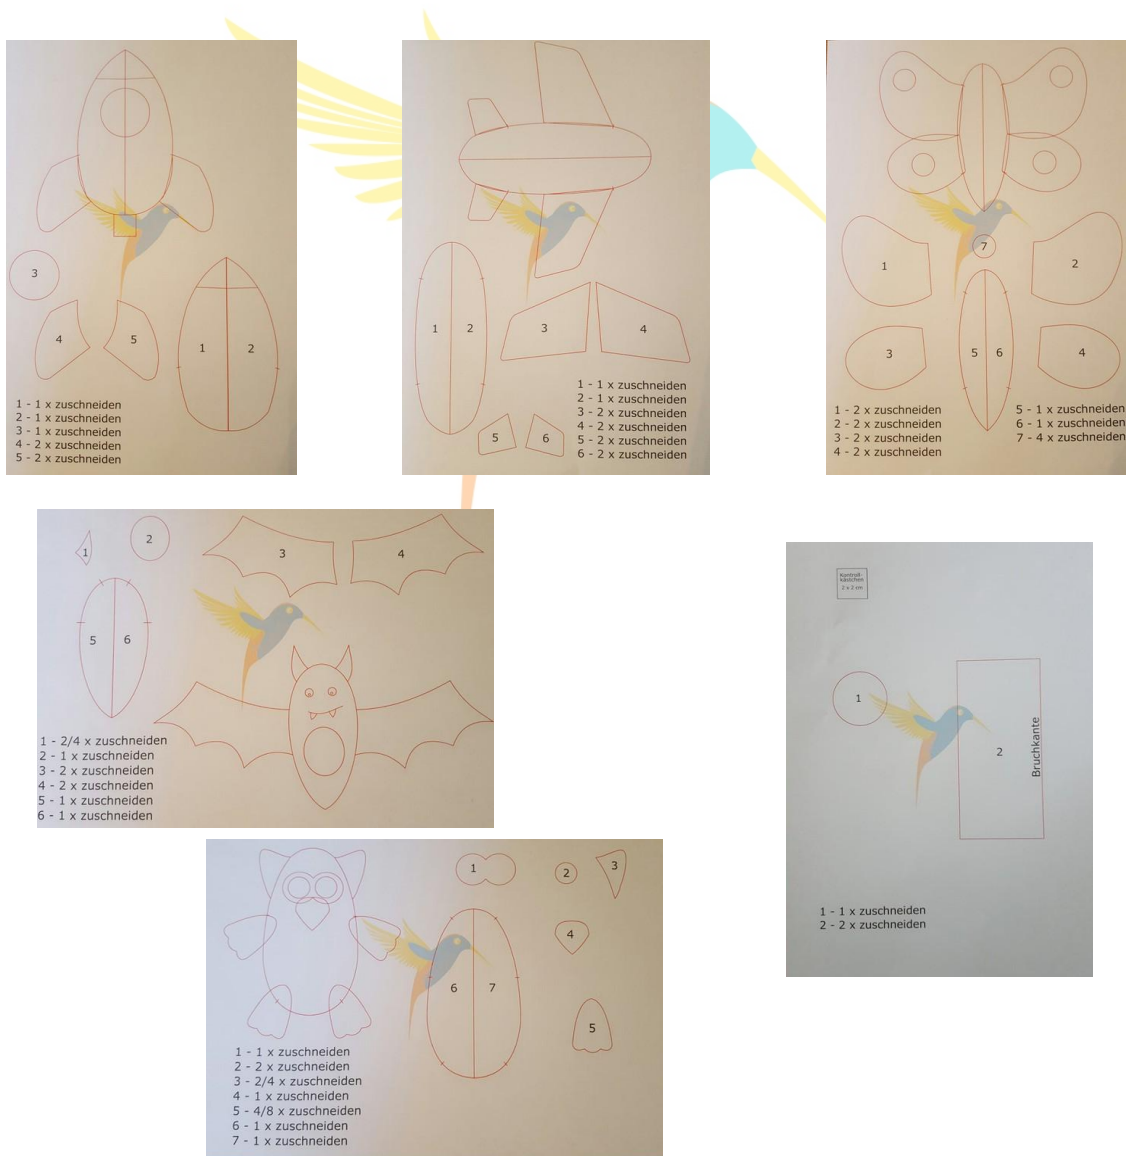 3
4
5
1
2
1 - 1 x zuschneiden
2 - 1 x zuschneiden
3 - 1 x zuschneiden
4 - 2 x zuschneiden
5 - 2 x zuschneiden
1
2
3
4
5
6
1 - 1 x zuschneiden
2 - 1 x zuschneiden
3 - 2 x zuschneiden
4 - 2 x zuschneiden
5 - 2 x zuschneiden
6 - 2 x zuschneiden
7
1
2
3
5
6
4
1 - 2 x zuschneiden
2 - 2 x zuschneiden
3 - 2 x zuschneiden
4 - 2 x zuschneiden
5 - 1 x zuschneiden
6 - 1 x zuschneiden
7 - 4 x zuschneiden
1
2
3
4
5
6
1 - 2/4 x zuschneiden
2 - 1 x zuschneiden
3 - 2 x zuschneiden
4 - 2 x zuschneiden
5 - 1 x zuschneiden
6 - 1 x zuschneiden
Kontroll-
kästchen
2 x 2 cm
1
2
Bruchkante
1 - 1 x zuschneiden
2 - 2 x zuschneiden
1
2
3
4
6
7
5
1 - 1 x zuschneiden
2 - 2 x zuschneiden
3 - 2/4 x zuschneiden
4 - 1 x zuschneiden
5 - 4/8 x zuschneiden
6 - 1 x zuschneiden
7 - 1 x zuschneiden